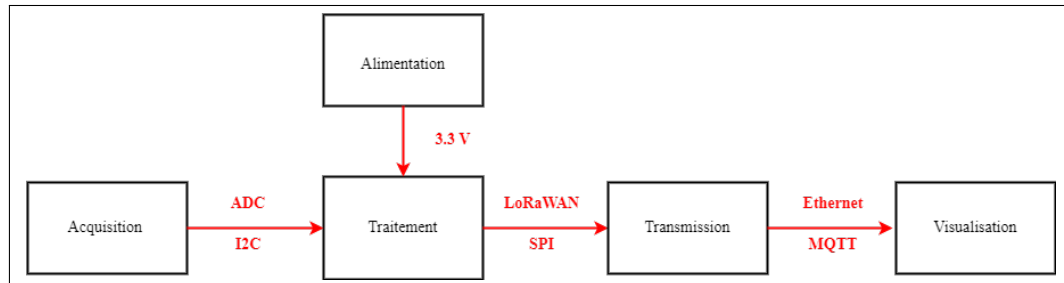 Alimentation
3.3 V
Acquisition
ADC
I2C
Traitement
LoRaWAN
SPI
Transmission
Ethernet
MQTT
Visualisation